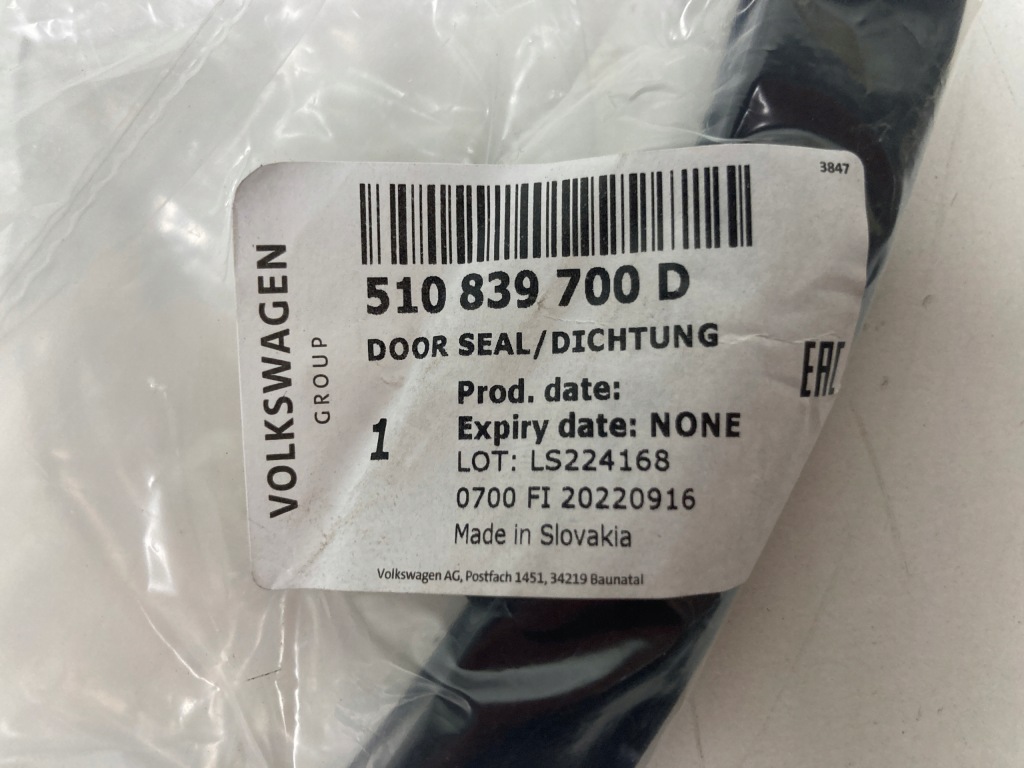 3847
510 839 700 D
DOOR SEAL/DICHTUNG
VOLKSWAGEN
GROUP
EAC
1
Prod. date:
Expiry date: NONE
LOT: LS224168
0700 FI 20220916
Made in Slovakia
Volkswagen AG, Postfach 1451, 34219 Baunatal